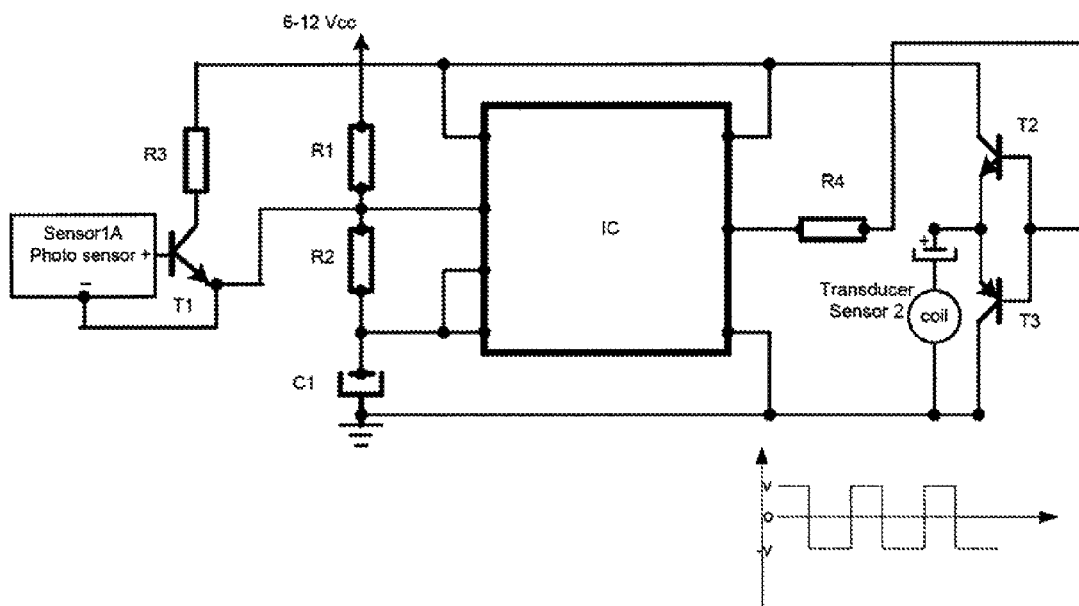 6-12 Vcc
R3
R1
T2
R4
IC
Sensor1A
Photo sensor +
−
R2
T1
+
Transducer
Sensor 2
coil
T3
C1
V
o
-V